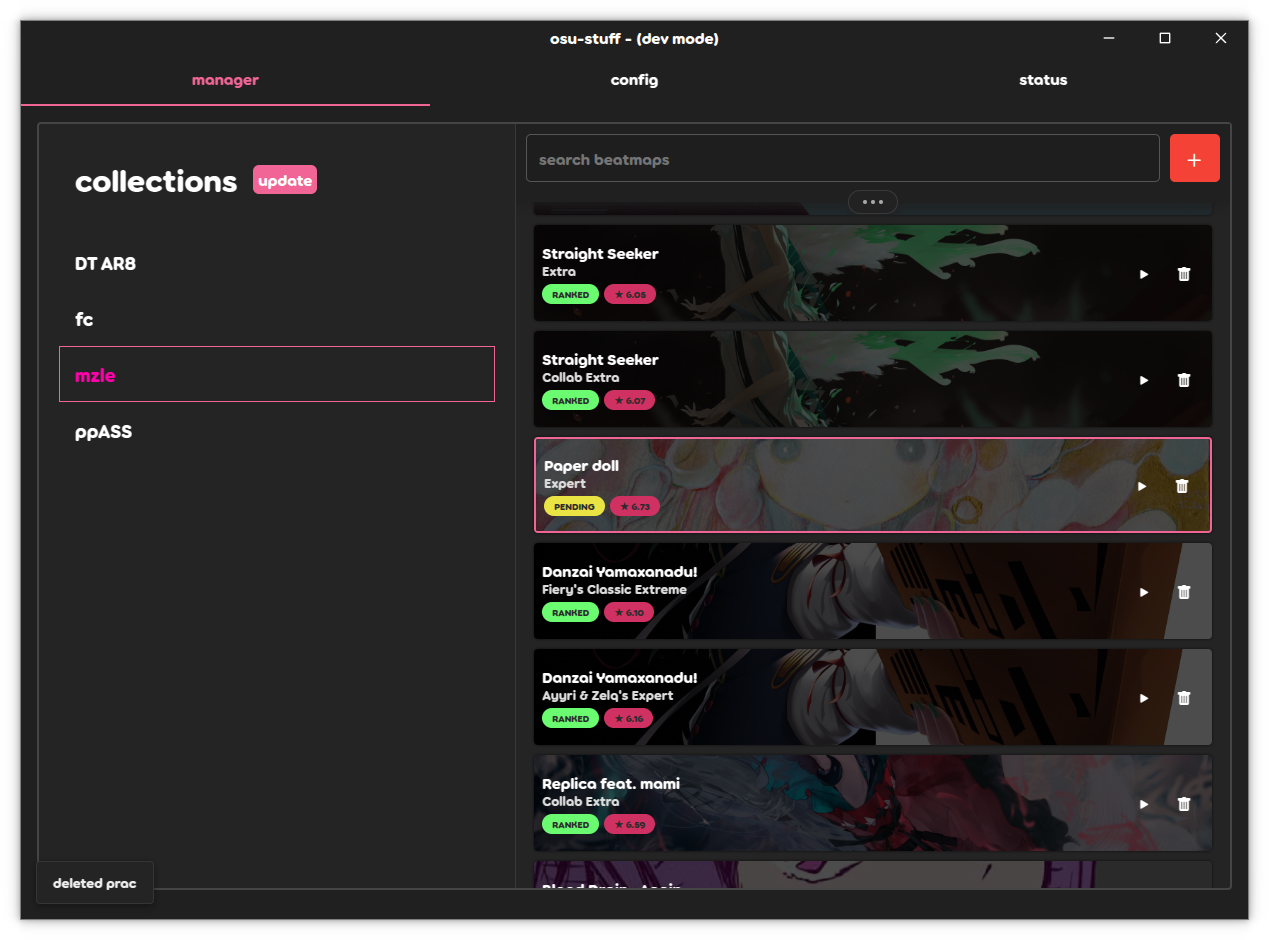 osu-stuff - (dev mode)
manager
config
status
collections
update
DT AR8
fc
mzle
ppASS
search beatmaps
+
Straight Seeker
Extra
RANKED
★ 6.05
Straight Seeker
Collab Extra
RANKED
★ 6.07
Paper doll
Expert
PENDING
★ 6.73
Danzai Yamaxanadu!
Fiery's Classic Extreme
RANKED
★ 6.10
Danzai Yamaxanadu!
Ayyri & Zelq's Expert
RANKED
★ 6.16
Replica feat. mami
Collab Extra
RANKED
★ 6.59
deleted prac